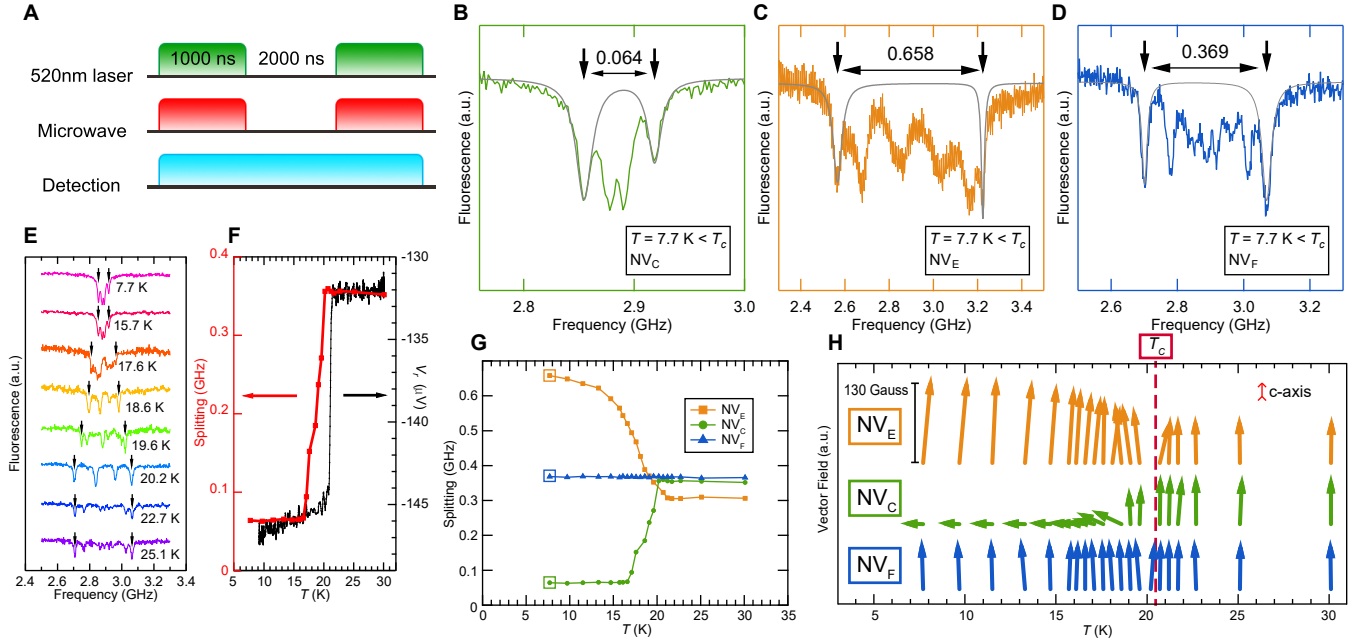 A
1000 ns
2000 ns
520nm laser
Microwave
Detection
B
0.064
Fluorescence (a.u.)
T = 7.7 K < Tc
NVC
2.8
2.9
3.0
Frequency (GHz)
C
0.658
Fluorescence (a.u.)
T = 7.7 K < Tc
NVE
2.4
2.6
2.8
3.0
3.2
3.4
Frequency (GHz)
D
0.369
Fluorescence (a.u.)
T = 7.7 K < Tc
NVF
2.6
2.8
3.0
3.2
Frequency (GHz)
E
Fluorescence (a.u.)
7.7 K
15.7 K
17.6 K
18.6 K
19.6 K
20.2 K
22.7 K
25.1 K
2.4
2.6
2.8
3.0
3.2
3.4
Frequency (GHz)
F
Splitting (GHz)
0.4
0.3
0.2
0.1
0
-130
-135
-140
-145
Vr (μV)
5
10
15
20
25
30
35
T (K)
G
Splitting (GHz)
0.6
0.5
0.4
0.3
0.2
0.1
0
NVE
NVC
NVF
0
5
10
15
20
25
30
35
T (K)
H
TC
130 Gauss
c-axis
Vector Field (a.u.)
NVE
NVC
NVF
5
10
15
20
25
30
T (K)